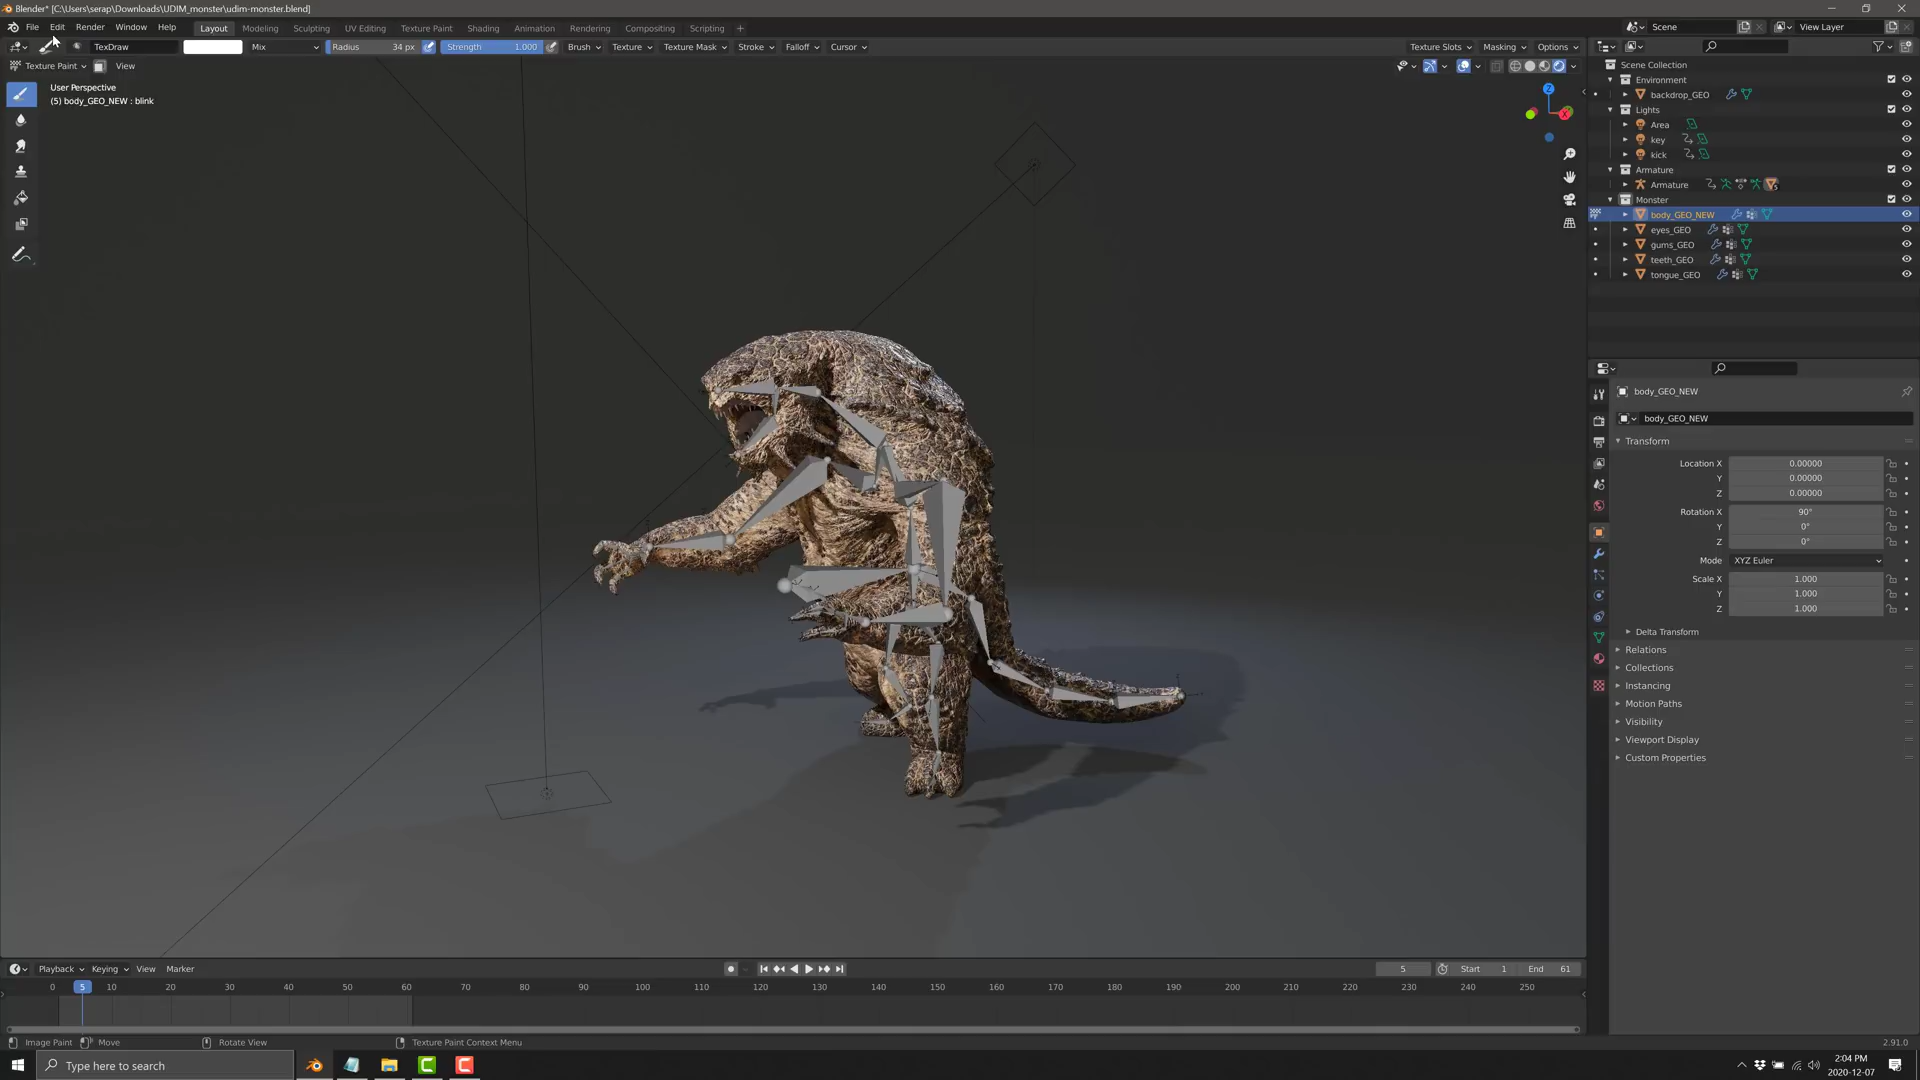 Blender* [C:\Users\serap\Downloads\UDIM_monster\udim-monster.blend]
File Edit Render Window Help Layout Modeling Sculpting UV Editing Texture Paint Shading Animation Rendering Compositing Scripting + Scene View Layer
TexDraw Mix Radius 34 px Strength 1.000 Brush Texture Texture Mask Stroke Falloff Cursor Texture Slots Masking Options
Texture Paint View
User Perspective
(5) body_GEO_NEW : blink
Z
X
Scene Collection
Environment
backdrop_GEO
Lights
Area
key
kick
Armature
Armature
Monster
body_GEO_NEW
eyes_GEO
gums_GEO
teeth_GEO
tongue_GEO
body_GEO_NEW
body_GEO_NEW
Transform
Location X 0.00000
Y 0.00000
Z 0.00000
Rotation X 90°
Y 0°
Z 0°
Mode XYZ Euler
Scale X 1.000
Y 1.000
Z 1.000
Delta Transform
Relations
Collections
Instancing
Motion Paths
Visibility
Viewport Display
Custom Properties
Playback Keying View Marker 5 Start 1 End 61
0 5 10 20 30 40 50 60 70 80 90 100 110 120 130 140 150 160 170 180 190 200 210 220 230 240 250
Image Paint Move Rotate View Texture Paint Context Menu 2.91.0
Type here to search
2:04 PM
2020-12-07